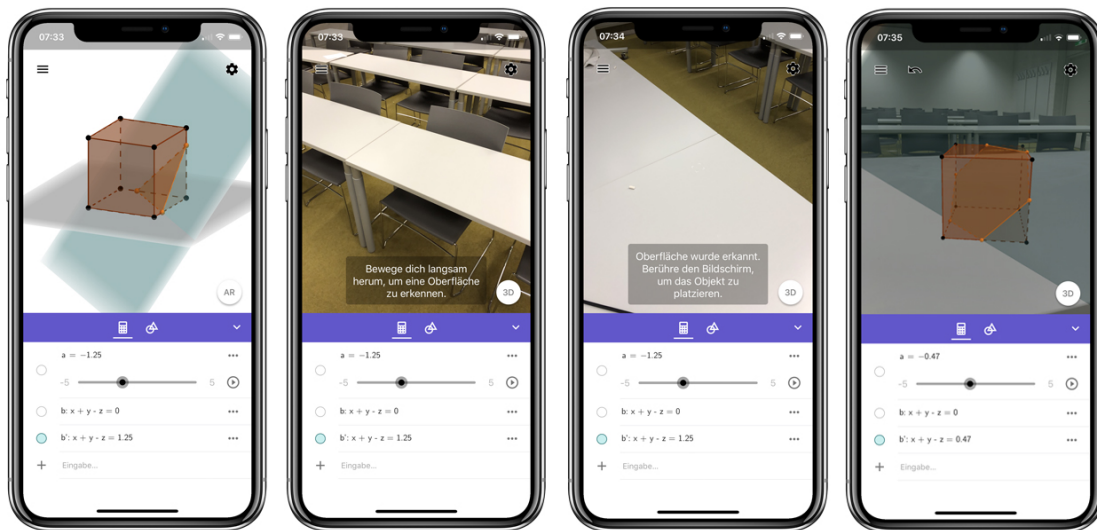 07:33
AR
a = −1.25
-5
5
b: x + y - z = 0
b': x + y - z = 1.25
Eingabe...
07:33
Bewege dich langsam
herum, um eine Oberfläche
zu erkennen.
3D
a = −1.25
-5
5
b: x + y - z = 0
b': x + y - z = 1.25
Eingabe...
07:34
Oberfläche wurde erkannt.
Berühre den Bildschirm,
um das Objekt zu
platzieren.
3D
a = −1.25
-5
5
b: x + y - z = 0
b': x + y - z = 1.25
Eingabe...
07:35
3D
a = −0.47
-5
5
b: x + y - z = 0
b': x + y - z = 0.47
Eingabe...